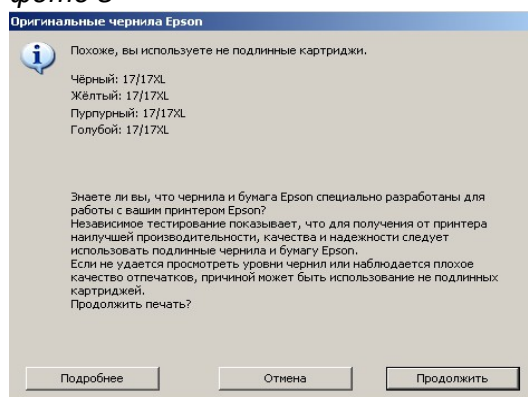 Оригинальные чернила Epson
Похоже, вы используете не подлинные картриджи.
Чёрный: 17/17XL
Жёлтый: 17/17XL
Пурпурный: 17/17XL
Голубой: 17/17XL
Знаете ли вы, что чернила и бумага Epson специально разработаны для
работы с вашим принтером Epson?
Независимое тестирование показывает, что для получения от принтера
наилучшей производительности, качества и надежности следует
использовать подлинные чернила и бумагу Epson.
Если не удается просмотреть уровни чернил или наблюдается плохое
качество отпечатков, причиной может быть использование не подлинных
картриджей.
Продолжить печать?
Подробнее
Отмена
Продолжить